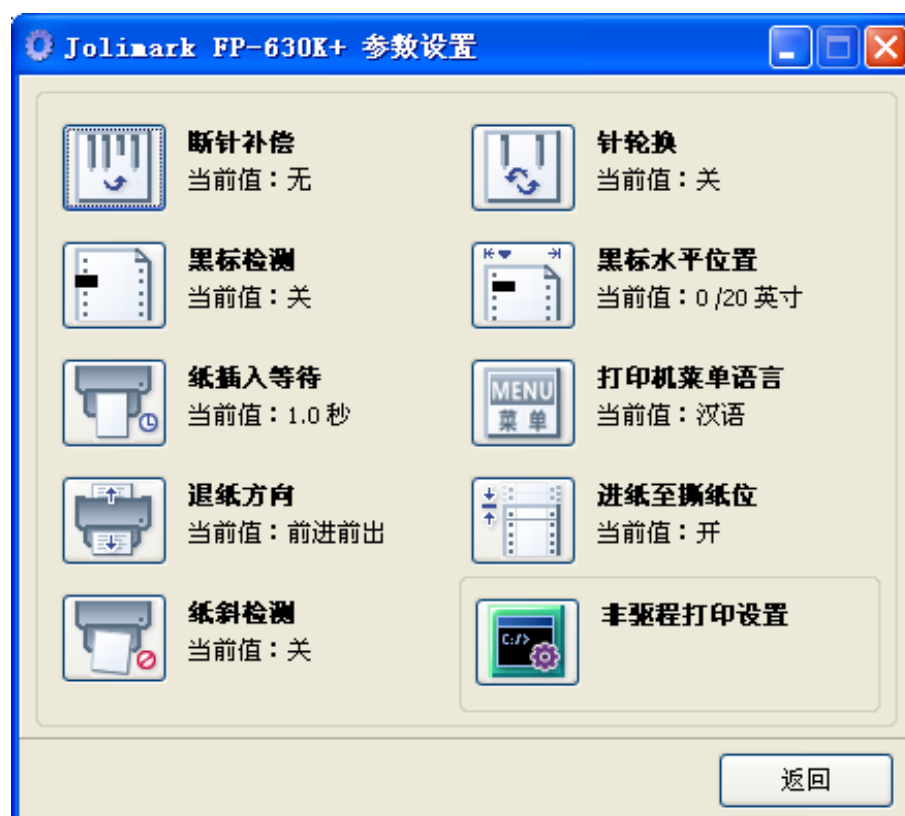 Jolimark FP-630K+ 参数设置
断针补偿
当前值：无
针轮换
当前值：关
黑标检测
当前值：关
黑标水平位置
当前值：0 /20 英寸
纸插入等待
当前值：1.0 秒
MENU
菜单
打印机菜单语言
当前值：汉语
退纸方向
当前值：前进前出
进纸至撕纸位
当前值：开
纸斜检测
当前值：关
C:/>
非驱程打印设置
返回